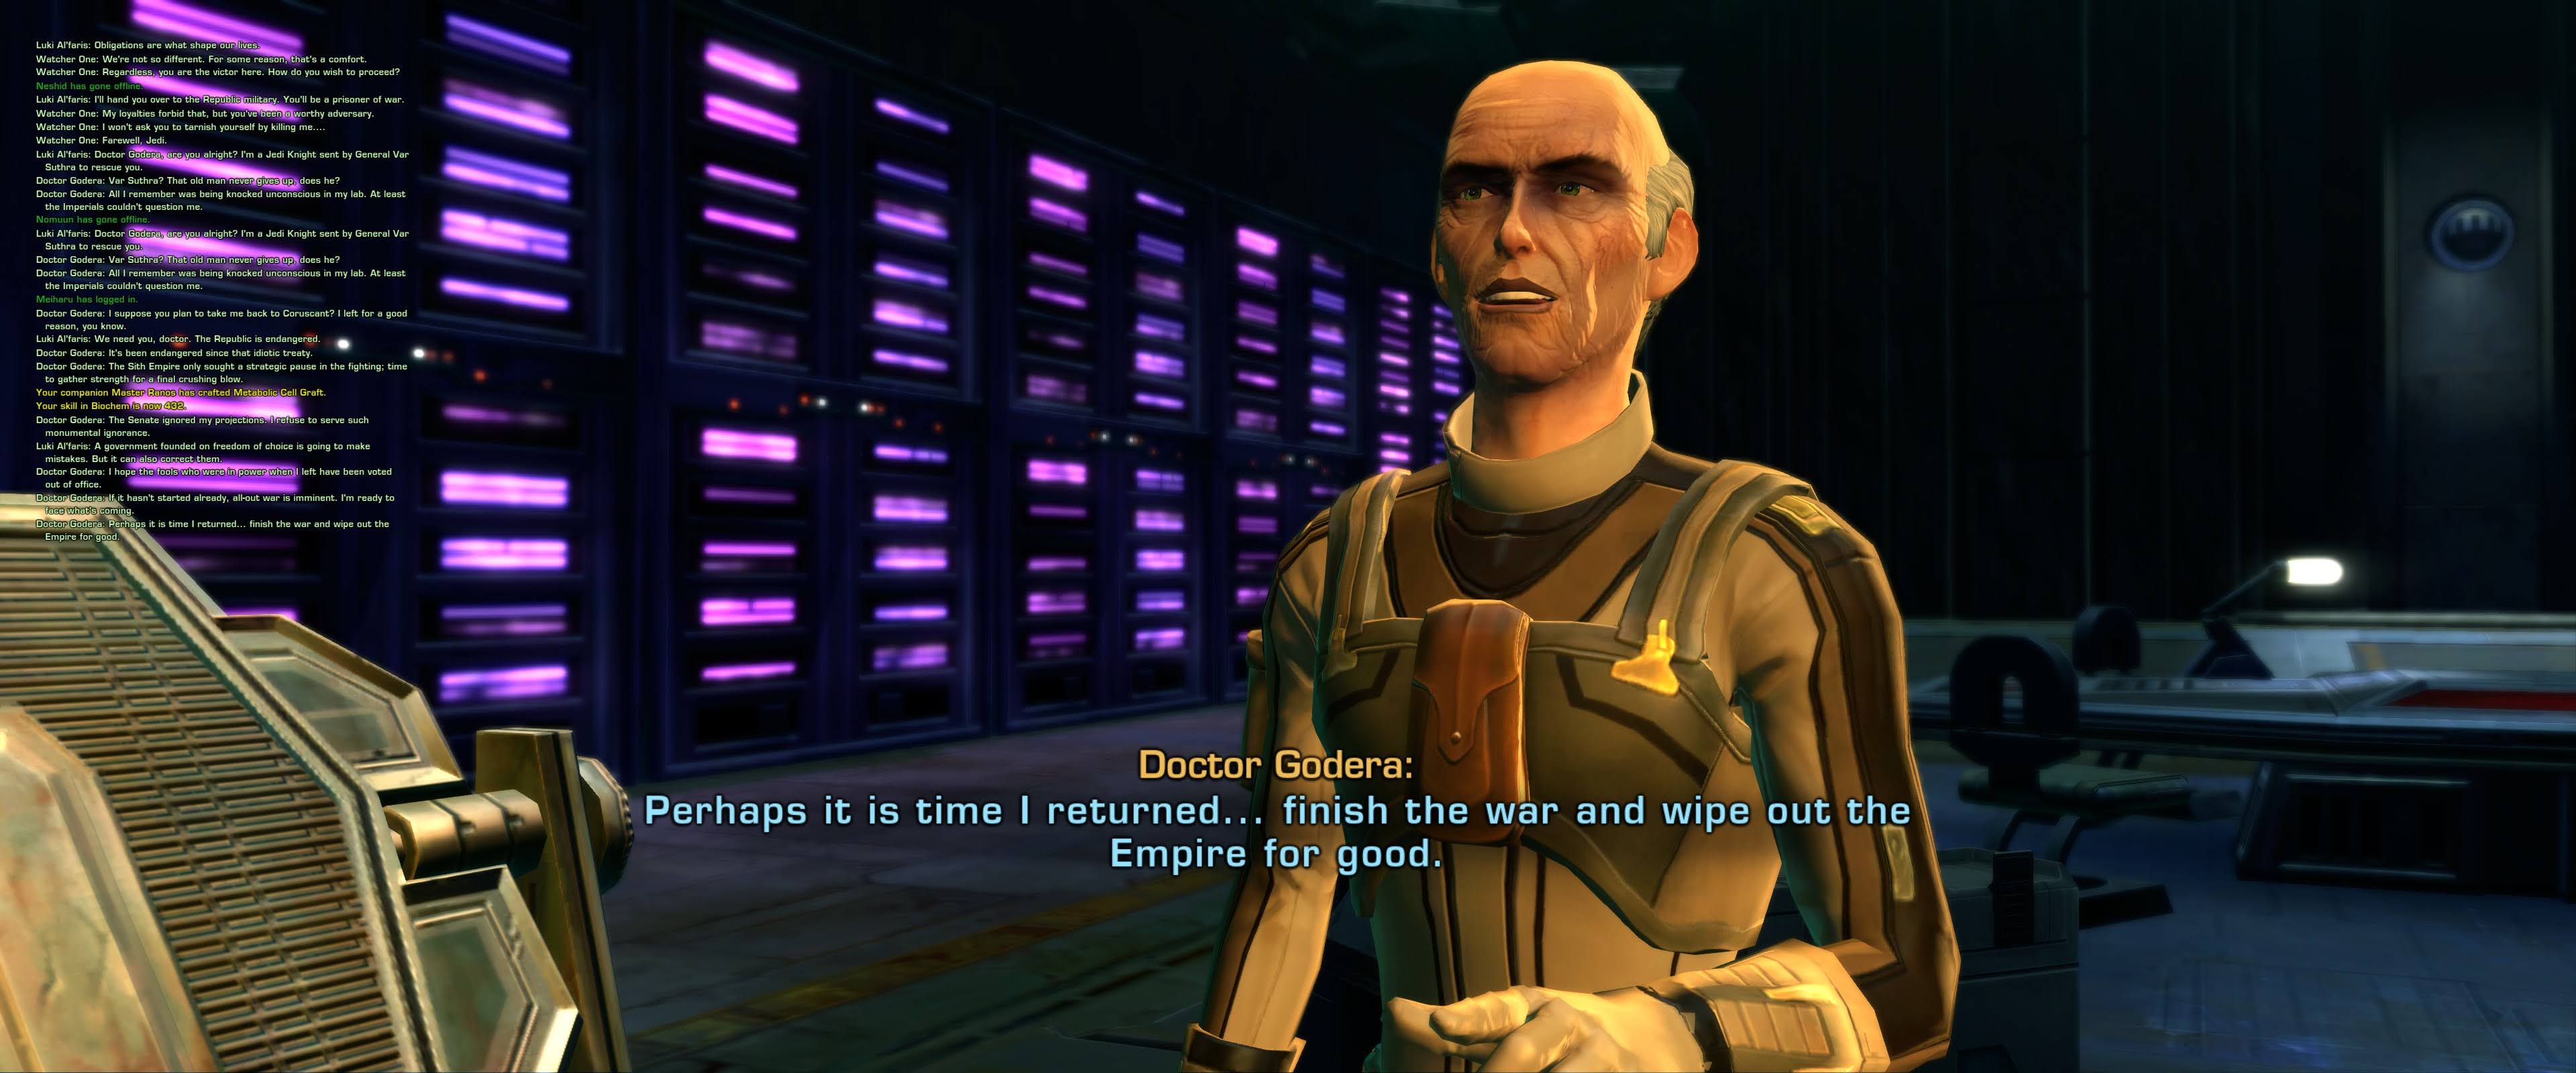 Luki Al'faris: Obligations are what shape our lives.
Watcher One: We're not so different. For some reason, that's a comfort.
Watcher One: Regardless, you are the victor here. How do you wish to proceed?
Neshid has gone offline.
Luki Al'faris: I'll hand you over to the Republic military. You'll be a prisoner of war.
Watcher One: My loyalties forbid that, but you've been a worthy adversary.
Watcher One: I won't ask you to tarnish yourself by killing me....
Watcher One: Farewell, Jedi.
Luki Al'faris: Doctor Godera, are you alright? I'm a Jedi Knight sent by General Var
Suthra to rescue you.
Doctor Godera: Var Suthra? That old man never gives up, does he?
Doctor Godera: All I remember was being knocked unconscious in my lab. At least
the Imperials couldn't question me.
Nomuun has gone offline.
Luki Al'faris: Doctor Godera, are you alright? I'm a Jedi Knight sent by General Var
Suthra to rescue you.
Doctor Godera: Var Suthra? That old man never gives up, does he?
Doctor Godera: All I remember was being knocked unconscious in my lab. At least
the Imperials couldn't question me.
Meiharu has logged in.
Doctor Godera: I suppose you plan to take me back to Coruscant? I left for a good
reason, you know.
Luki Al'faris: We need you, doctor. The Republic is endangered.
Doctor Godera: It's been endangered since that idiotic treaty.
Doctor Godera: The Sith Empire only sought a strategic pause in the fighting; time
to gather strength for a final crushing blow.
Your companion Master Ranos has crafted Metabolic Cell Graft.
Your skill in Biochem is now 432.
Doctor Godera: The Senate ignored my projections. I refuse to serve such
monumental ignorance.
Luki Al'faris: A government founded on freedom of choice is going to make
mistakes. But it can also correct them.
Doctor Godera: I hope the fools who were in power when I left have been voted
out of office.
Doctor Godera: If it hasn't started already, all-out war is imminent. I'm ready to
face what's coming.
Doctor Godera: Perhaps it is time I returned... finish the war and wipe out the
Empire for good.
Doctor Godera:
Perhaps it is time I returned... finish the war and wipe out the
Empire for good.